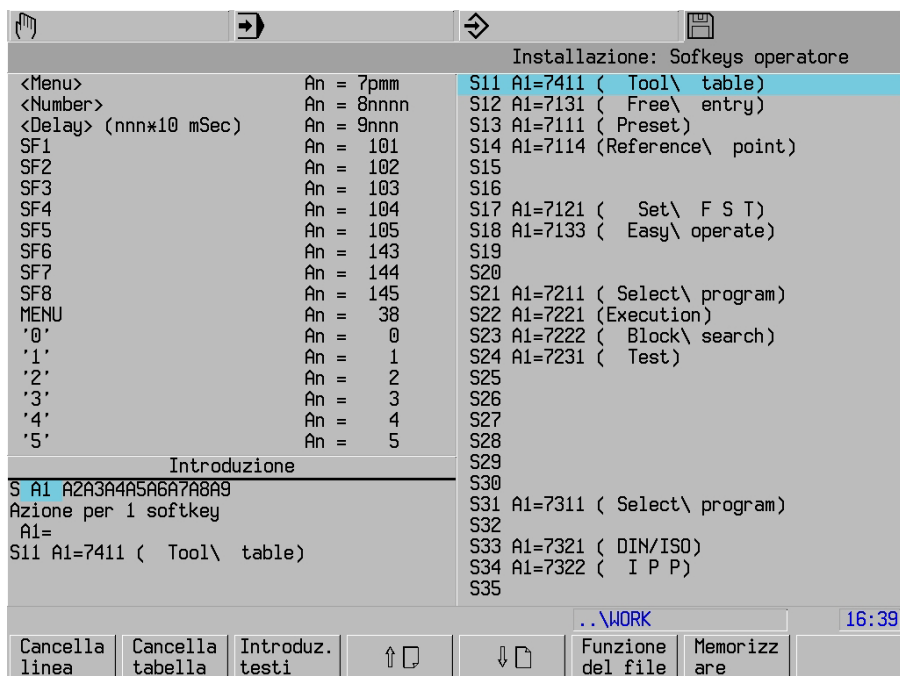 Installazione: Sofkeys operatore
<Menu> An = 7pmm
<Number> An = 8nnnn
<Delay> (nnn*10 mSec) An = 9nnn
SF1 An = 101
SF2 An = 102
SF3 An = 103
SF4 An = 104
SF5 An = 105
SF6 An = 143
SF7 An = 144
SF8 An = 145
MENU An = 38
'0' An = 0
'1' An = 1
'2' An = 2
'3' An = 3
'4' An = 4
'5' An = 5
Introduzione
S A1 A2A3A4A5A6A7A8A9
Azione per 1 softkey
A1=
S11 A1=7411 ( Tool\ table)
S11 A1=7411 ( Tool\ table)
S12 A1=7131 ( Free\ entry)
S13 A1=7111 ( Preset)
S14 A1=7114 (Reference\ point)
S15
S16
S17 A1=7121 ( Set\ F S T)
S18 A1=7133 ( Easy\ operate)
S19
S20
S21 A1=7211 ( Select\ program)
S22 A1=7221 (Execution)
S23 A1=7222 ( Block\ search)
S24 A1=7231 ( Test)
S25
S26
S27
S28
S29
S30
S31 A1=7311 ( Select\ program)
S32
S33 A1=7321 ( DIN/ISO)
S34 A1=7322 ( I P P)
S35
..\WORK 16:39
Cancella linea
Cancella tabella
Introduz. testi
Funzione del file
Memorizz are